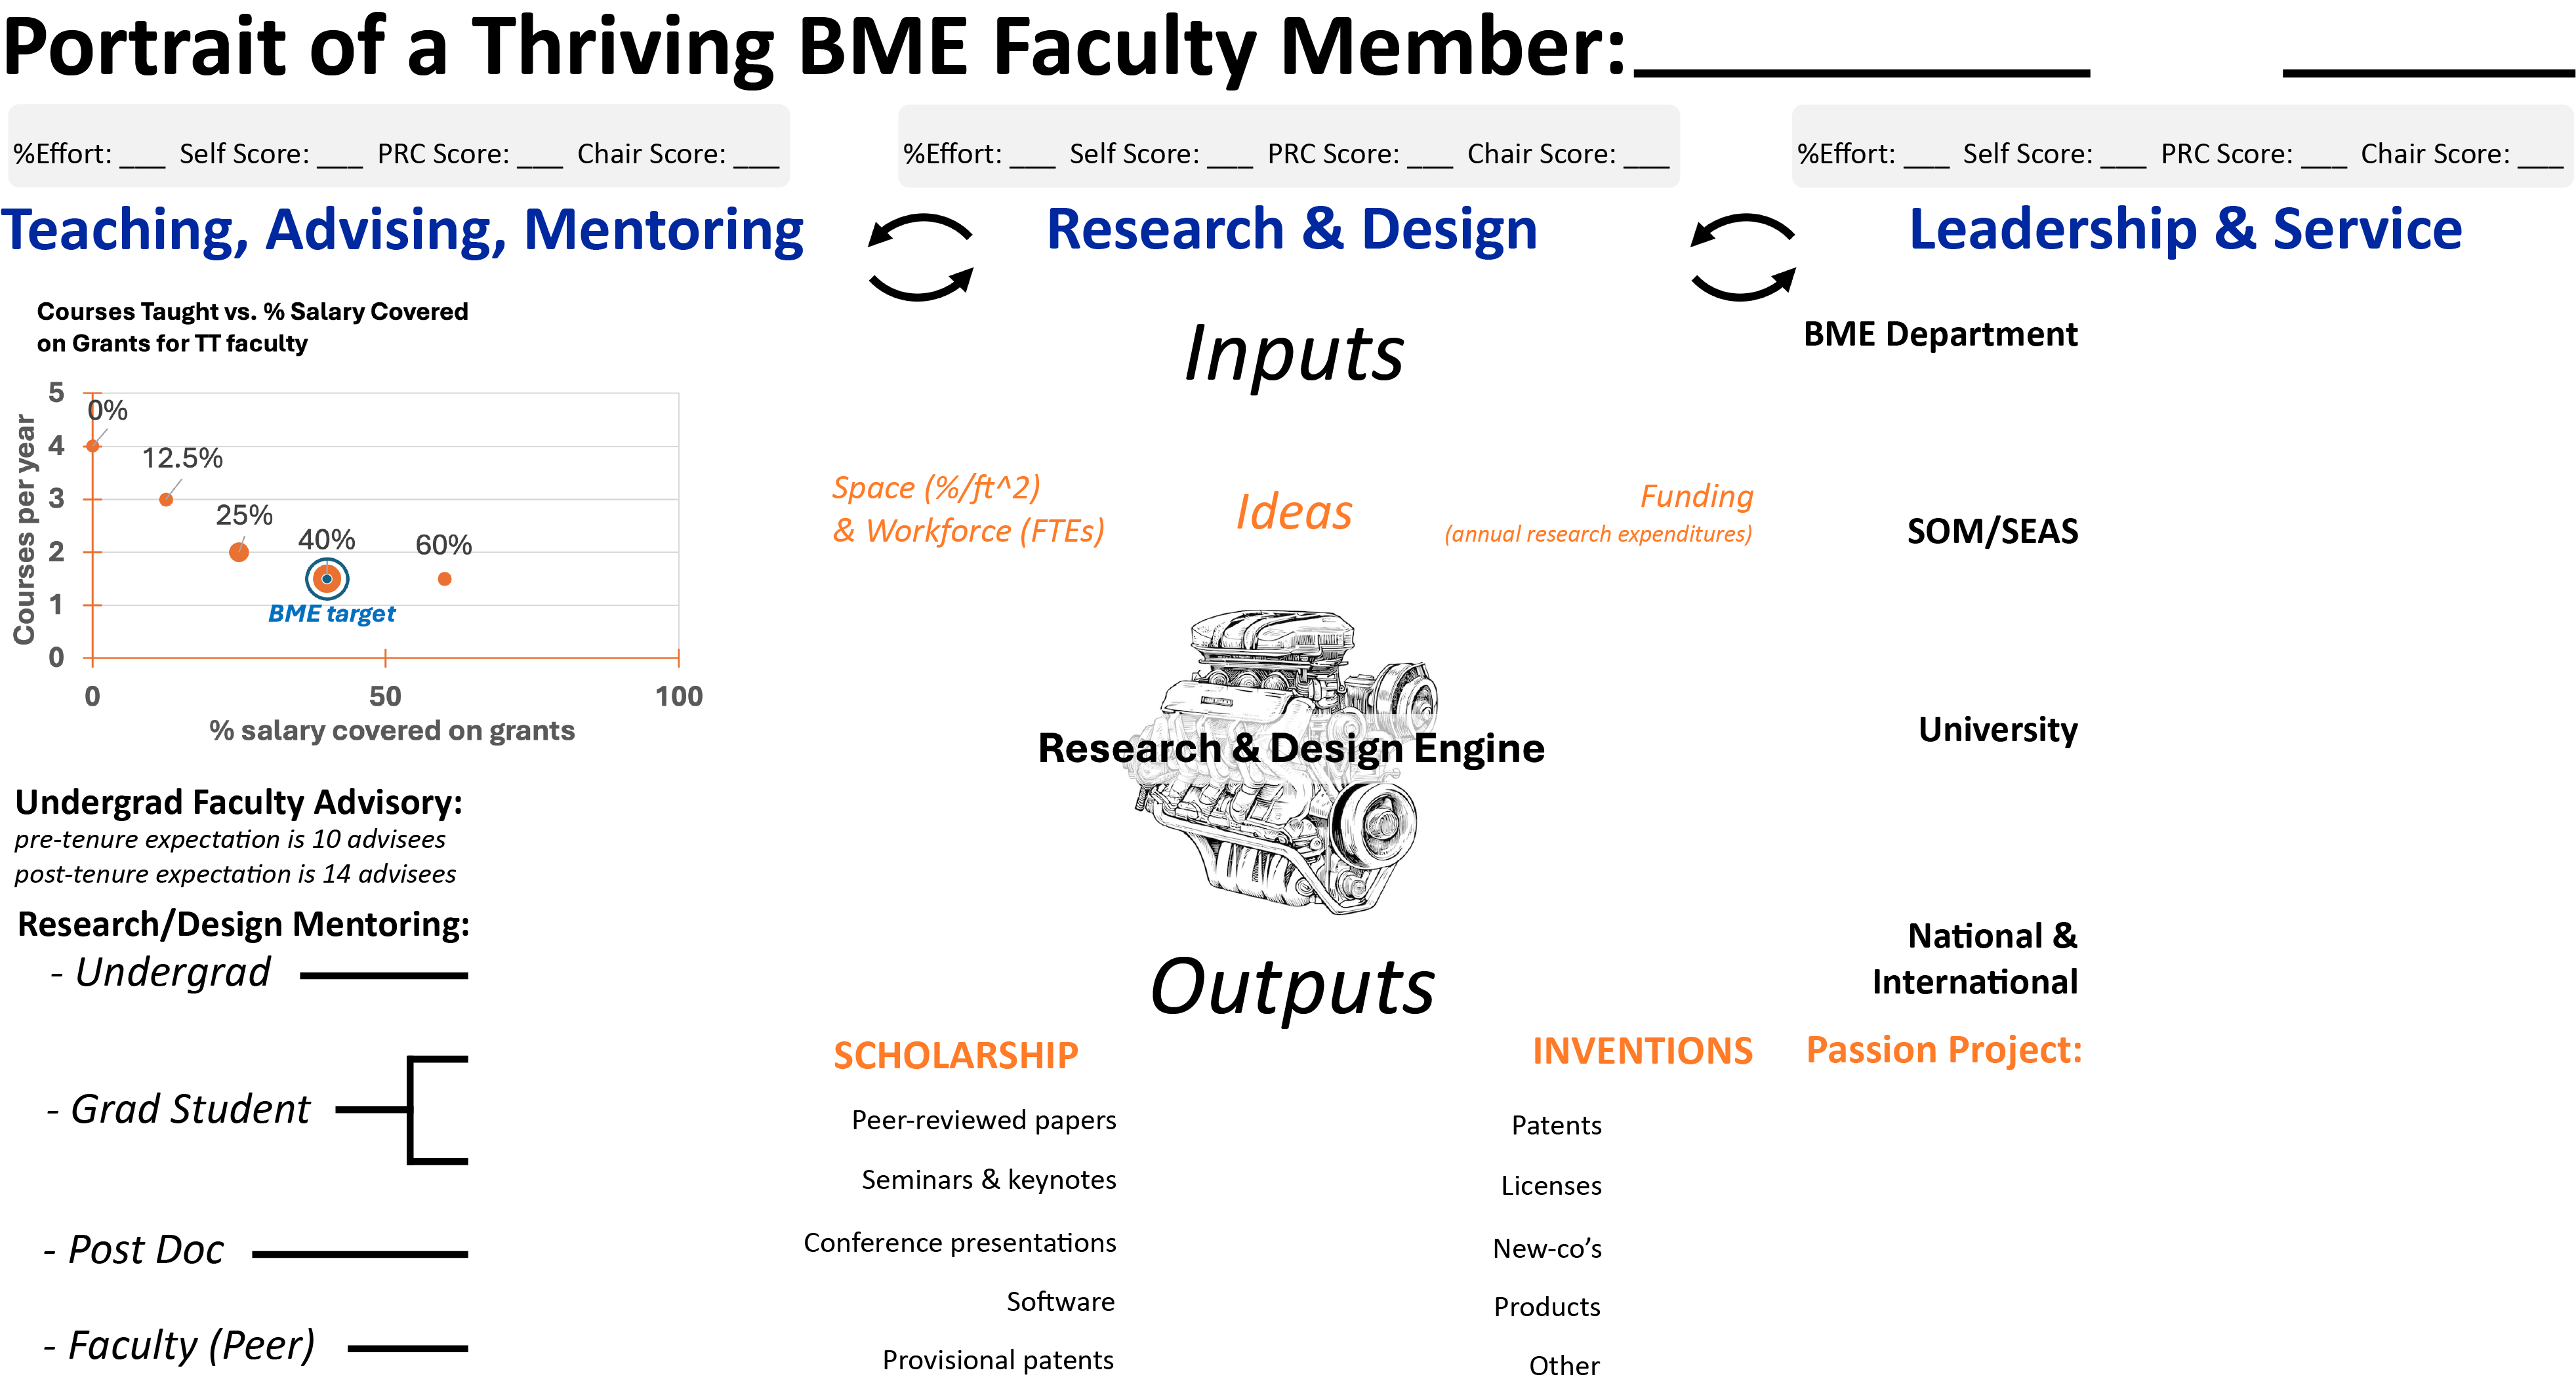 Portrait of a Thriving BME Faculty Member:
%Effort: ___ Self Score: ___ PRC Score: ___ Chair Score: ___
%Effort: ___ Self Score: ___ PRC Score: ___ Chair Score: ___
%Effort: ___ Self Score: ___ PRC Score: ___ Chair Score: ___
Teaching, Advising, Mentoring
Courses Taught vs. % Salary Covered
on Grants for TT faculty
Courses per year
5
4
3
2
1
0
0%
12.5%
25%
40%
60%
BME target
0
50
100
% salary covered on grants
Undergrad Faculty Advisory:
pre-tenure expectation is 10 advisees
post-tenure expectation is 14 advisees
Research/Design Mentoring:
- Undergrad
- Grad Student
- Post Doc
- Faculty (Peer)
Research & Design
Inputs
Space (%/ft^2)
& Workforce (FTEs)
Ideas
Funding
(annual research expenditures)
Research & Design Engine
Outputs
SCHOLARSHIP
Peer-reviewed papers
Seminars & keynotes
Conference presentations
Software
Provisional patents
INVENTIONS
Patents
Licenses
New-co’s
Products
Other
Leadership & Service
BME Department
SOM/SEAS
University
National &
International
Passion Project: